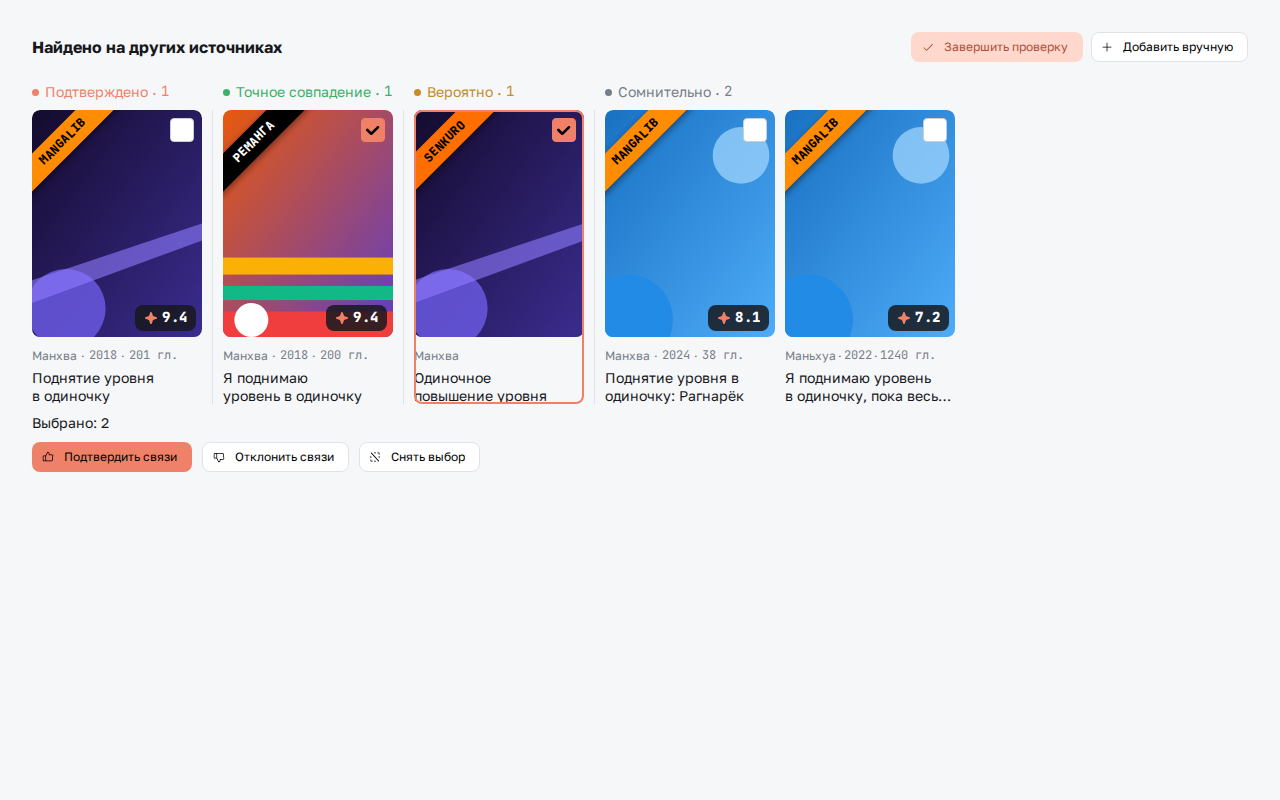 Найдено на других источниках
Завершить проверку
Добавить вручную
Подтверждено · 1
Точное совпадение · 1
Вероятно · 1
Сомнительно · 2
MANGALIB
РЕМАНГА
SENKURO
MANGALIB
MANGALIB
9.4
9.4
8.1
7.2
Манхва · 2018 · 201 гл.
Поднятие уровня
в одиночку
Манхва · 2018 · 200 гл.
Я поднимаю
уровень в одиночку
Манхва
Одиночное
повышение уровня
Манхва · 2024 · 38 гл.
Поднятие уровня в
одиночку: Рагнарёк
Маньхуа · 2022 · 1240 гл.
Я поднимаю уровень
в одиночку, пока весь...
Выбрано: 2
Подтвердить связи
Отклонить связи
Снять выбор